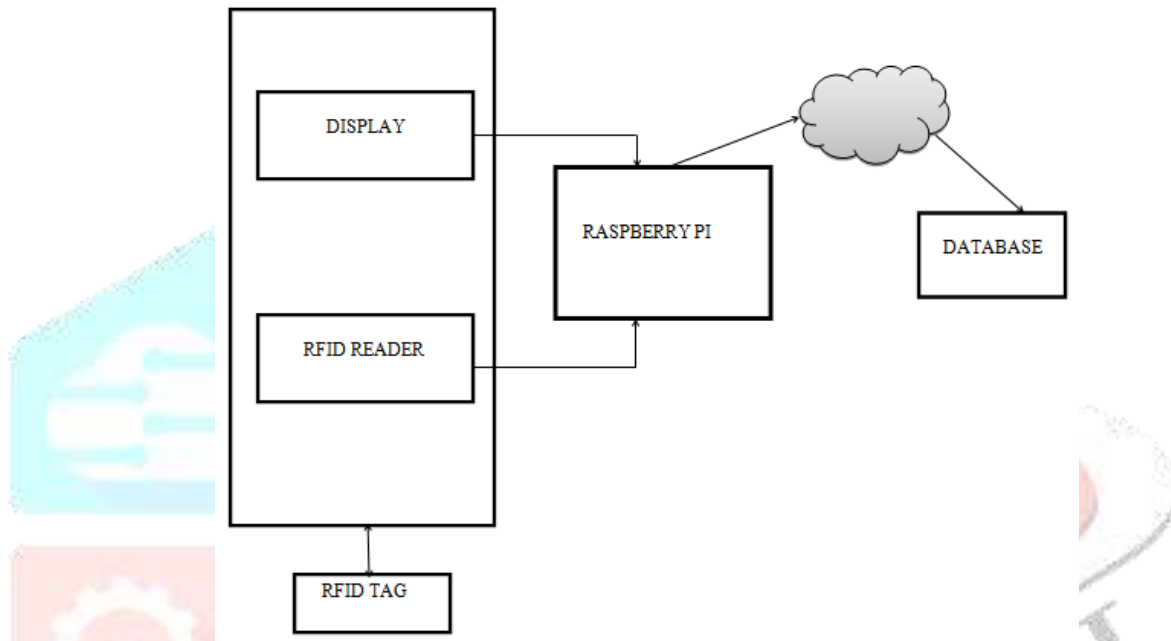 DISPLAY
RASPBERRY PI
DATABASE
RFID READER
RFID TAG